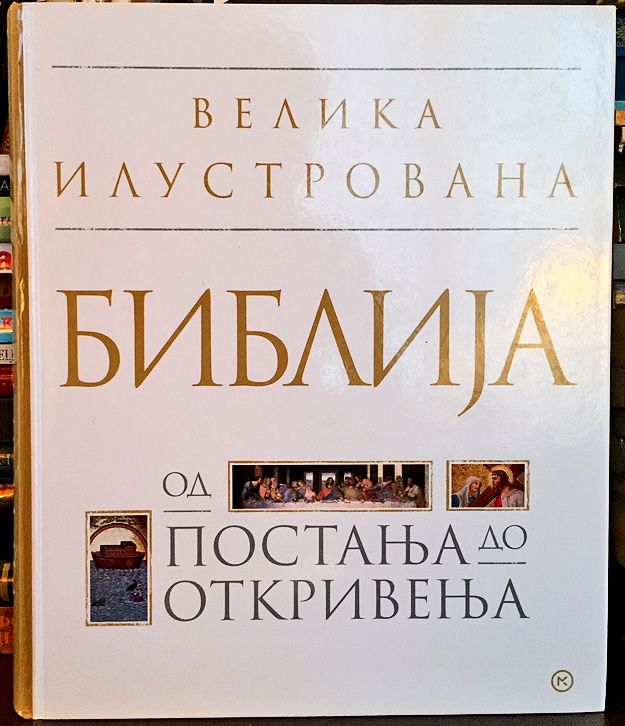 ВЕЛИКА
ИЛУСТРОВАНА
БИБЛИЈА
ОД
ПОСТАЊА ДО
ОТКРИВЕЊА